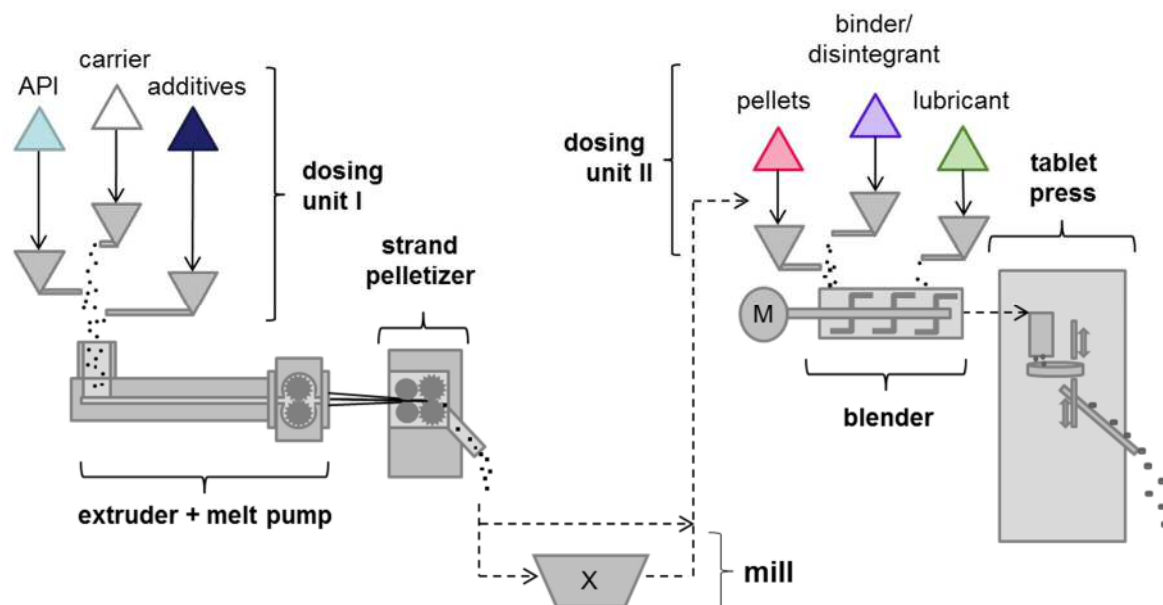 API
carrier
additives
dosing
unit I
extruder + melt pump
strand
pelletizer
X
mill
dosing
unit II
pellets
binder/
disintegrant
lubricant
M
blender
tablet
press